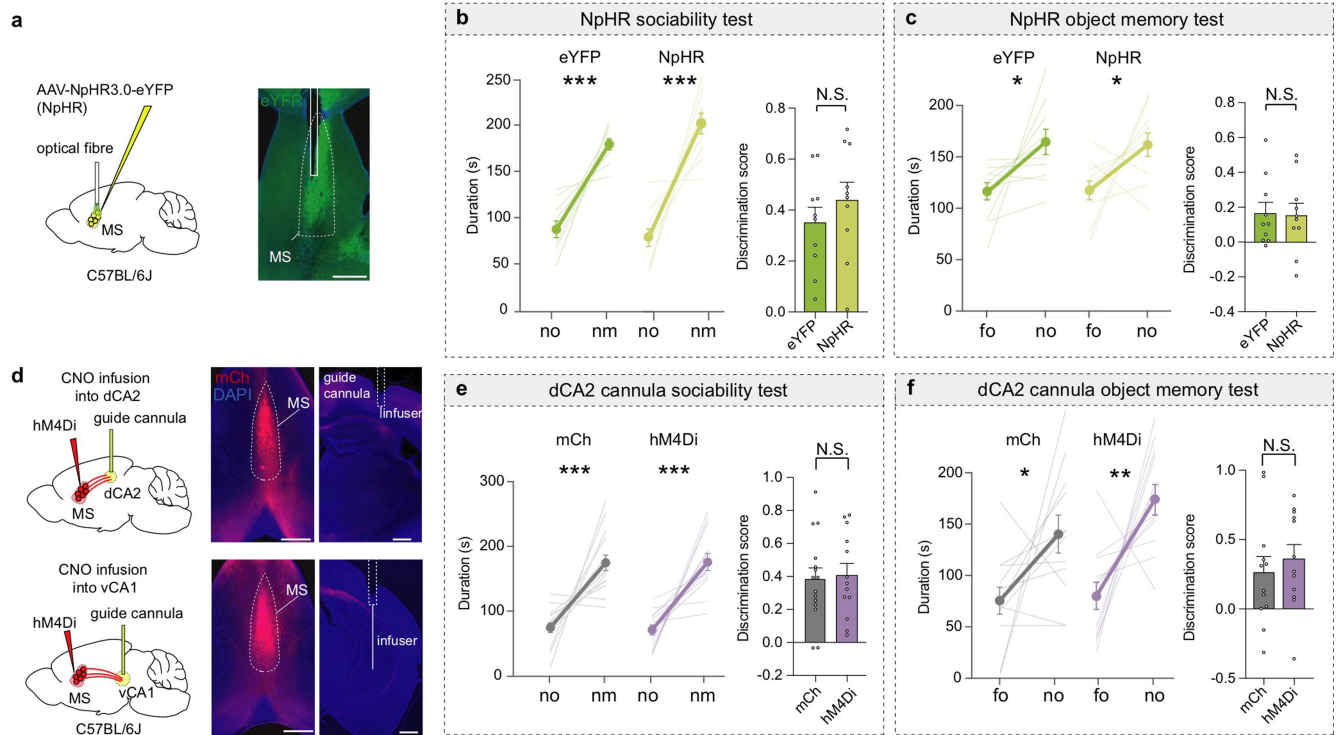 a
AAV-NpHR3.0-eYFP
(NpHR)
optical fibre
MS
C57BL/6J
eYFP
MS
b
NpHR sociability test
eYFP
NpHR
***
***
Duration (s)
250
200
150
100
50
0
no
nm
no
nm
N.S.
Discrimination score
0.8
0.6
0.4
0.2
0.0
eYFP
NpHR
c
NpHR object memory test
eYFP
NpHR
*
*
Duration (s)
200
150
100
50
0
fo
no
fo
no
N.S.
Discrimination score
0.8
0.6
0.4
0.2
0.0
-0.2
-0.4
eYFP
NpHR
d
CNO infusion
into dCA2
guide cannula
hM4Di
dCA2
MS
mCh
DAPI
MS
guide
cannula
infuser
CNO infusion
into vCA1
guide cannula
hM4Di
MS
vCA1
C57BL/6J
MS
infuser
e
dCA2 cannula sociability test
mCh
hM4Di
***
***
Duration (s)
300
200
100
0
no
nm
no
nm
N.S.
Discrimination score
1.0
0.8
0.6
0.4
0.2
0.0
-0.2
mCh
hM4Di
f
dCA2 cannula object memory test
mCh
hM4Di
*
**
Duration (s)
200
150
100
50
0
fo
no
fo
no
N.S.
Discrimination score
1.0
0.5
0.0
-0.5
mCh
hM4Di